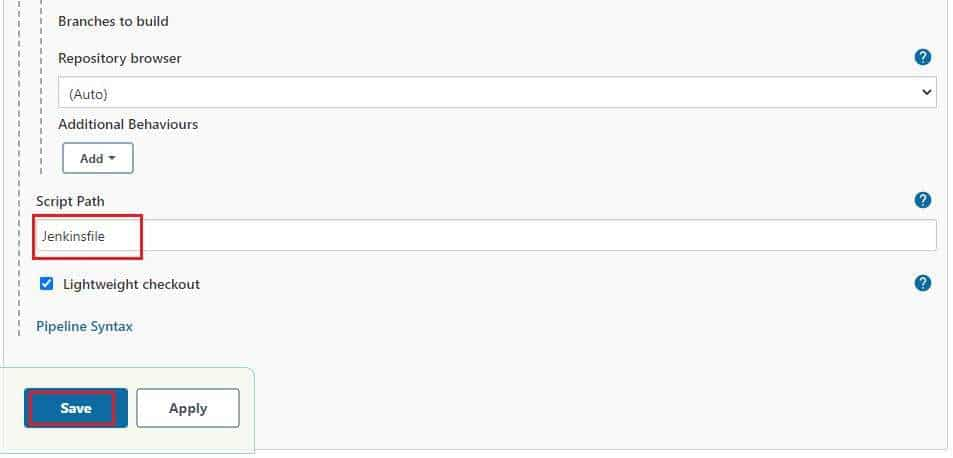 Branches to build
Repository browser
?
(Auto)
Additional Behaviours
Add
Script Path
?
Jenkinsfile
Lightweight checkout
?
Pipeline Syntax
Save Apply